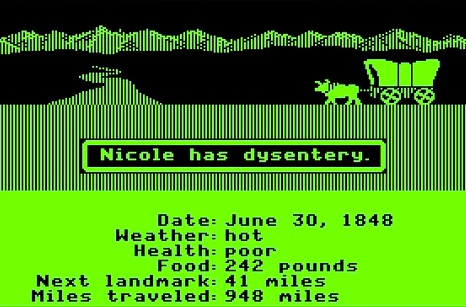 Nicole has dysentery.
Date: June 30, 1848
Weather: hot
Health: poor
Food: 242 pounds
Next landmark: 41 miles
Miles traveled: 948 miles